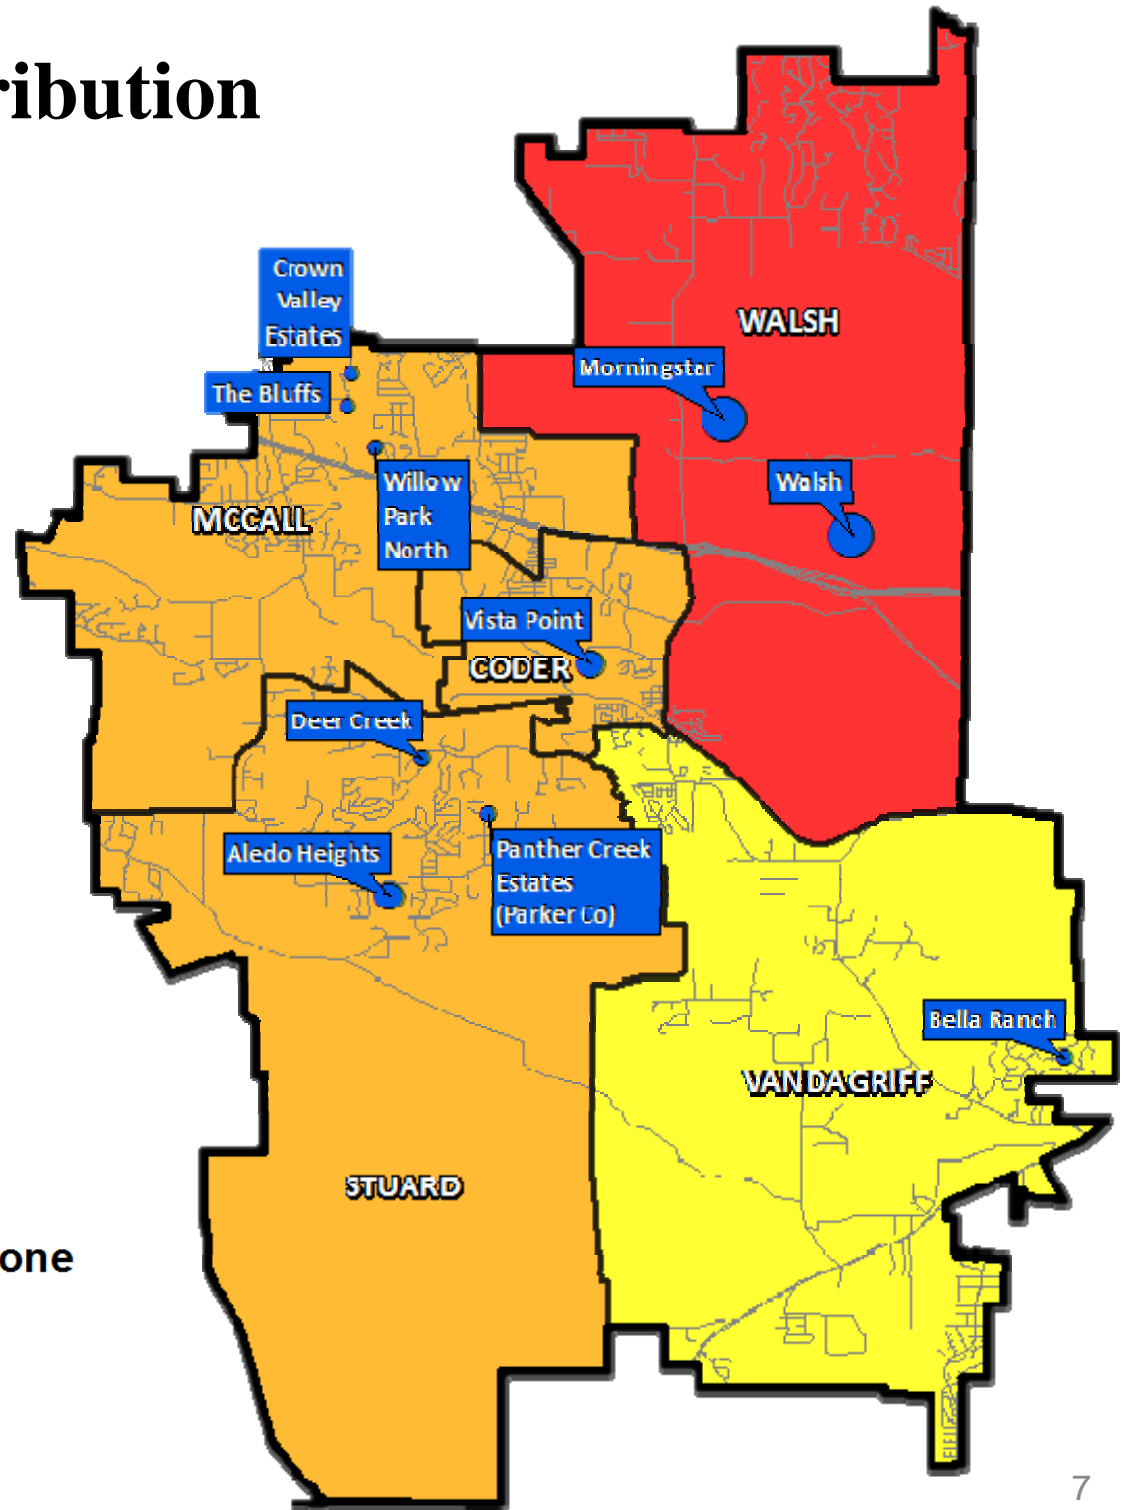 ribution
Crown
Valley
Estates
WALSH
Morningstar
The Bluffs
Walsh
Willow
Park
North
MCCALL
Vista Point
CODER
Deer Creek
Aledo Heights
Panther Creek
Estates
(Parker Co)
Bella Ranch
VANDAGRIFF
STUARD
one
7